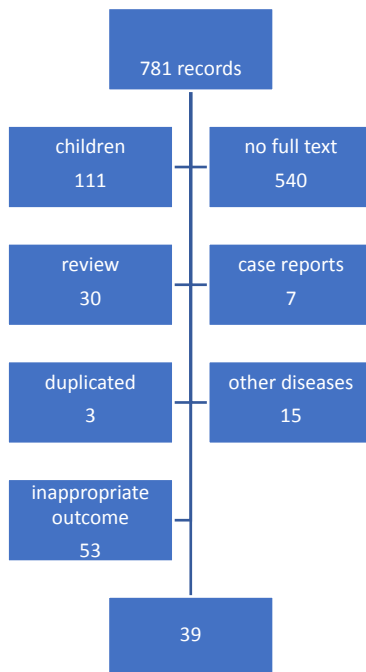 781 records
children
111
no full text
540
review
30
case reports
7
duplicated
3
other diseases
15
inappropriate
outcome
53
39